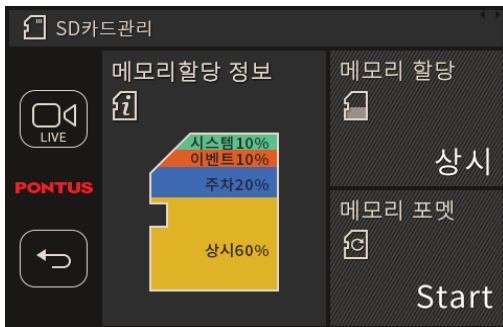 SD카드관리
LIVE
PONTUS
메모리할당 정보
시스템10%
이벤트10%
주차20%
상시60%
메모리 할당
상시
메모리 포멧
Start